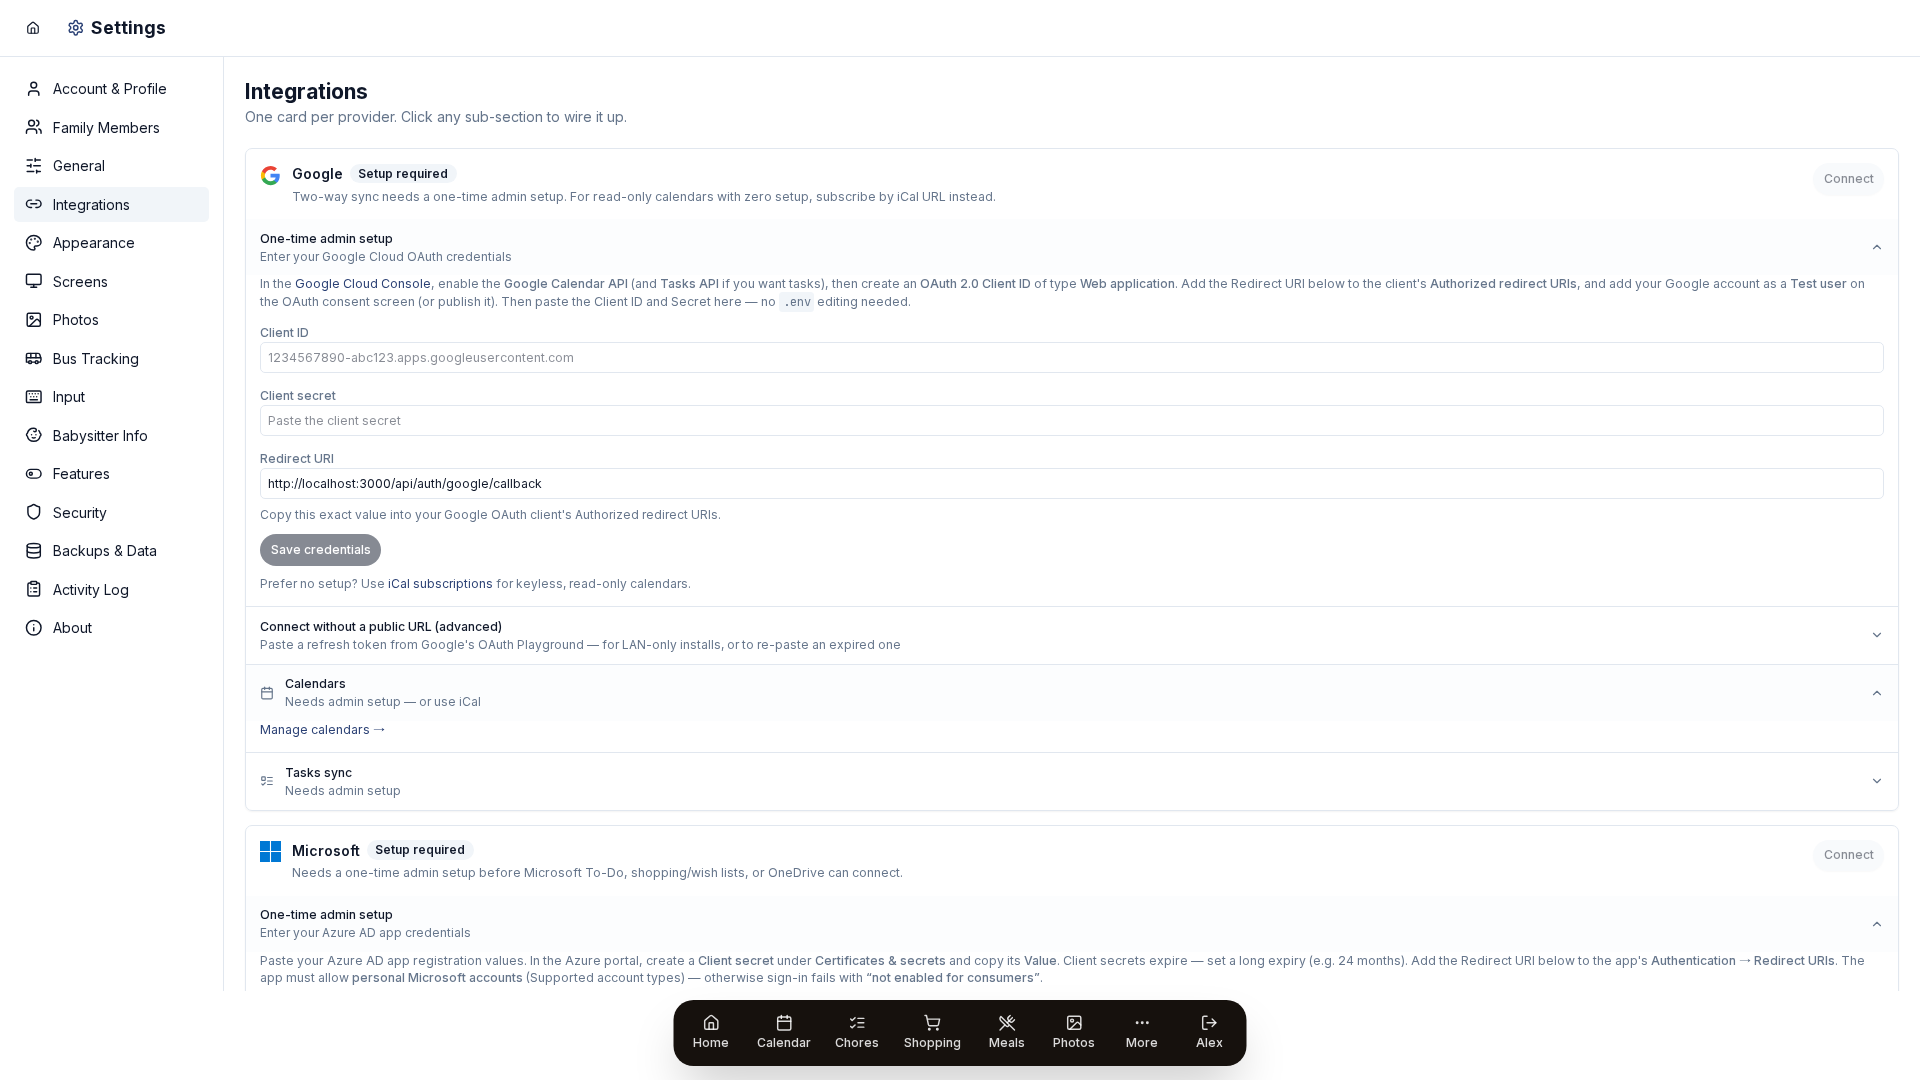 Settings
Account & Profile
Family Members
General
Integrations
Appearance
Screens
Photos
Bus Tracking
Input
Babysitter Info
Features
Security
Backups & Data
Activity Log
About
Integrations
One card per provider. Click any sub-section to wire it up.
Google Setup required
Connect
Two-way sync needs a one-time admin setup. For read-only calendars with zero setup, subscribe by iCal URL instead.
One-time admin setup
Enter your Google Cloud OAuth credentials
In the Google Cloud Console, enable the Google Calendar API (and Tasks API if you want tasks), then create an OAuth 2.0 Client ID of type Web application. Add the Redirect URI below to the client's Authorized redirect URIs, and add your Google account as a Test user on
the OAuth consent screen (or publish it). Then paste the Client ID and Secret here — no .env editing needed.
Client ID
1234567890-abc123.apps.googleusercontent.com
Client secret
Paste the client secret
Redirect URI
http://localhost:3000/api/auth/google/callback
Copy this exact value into your Google OAuth client's Authorized redirect URIs.
Save credentials
Prefer no setup? Use iCal subscriptions for keyless, read-only calendars.
Connect without a public URL (advanced)
Paste a refresh token from Google's OAuth Playground — for LAN-only installs, or to re-paste an expired one
Calendars
Needs admin setup — or use iCal
Manage calendars →
Tasks sync
Needs admin setup
Microsoft Setup required
Connect
Needs a one-time admin setup before Microsoft To-Do, shopping/wish lists, or OneDrive can connect.
One-time admin setup
Enter your Azure AD app credentials
Paste your Azure AD app registration values. In the Azure portal, create a Client secret under Certificates & secrets and copy its Value. Client secrets expire — set a long expiry (e.g. 24 months). Add the Redirect URI below to the app's Authentication → Redirect URIs. The
app must allow personal Microsoft accounts (Supported account types) — otherwise sign-in fails with “not enabled for consumers”.
Home
Calendar
Chores
Shopping
Meals
Photos
More
Alex